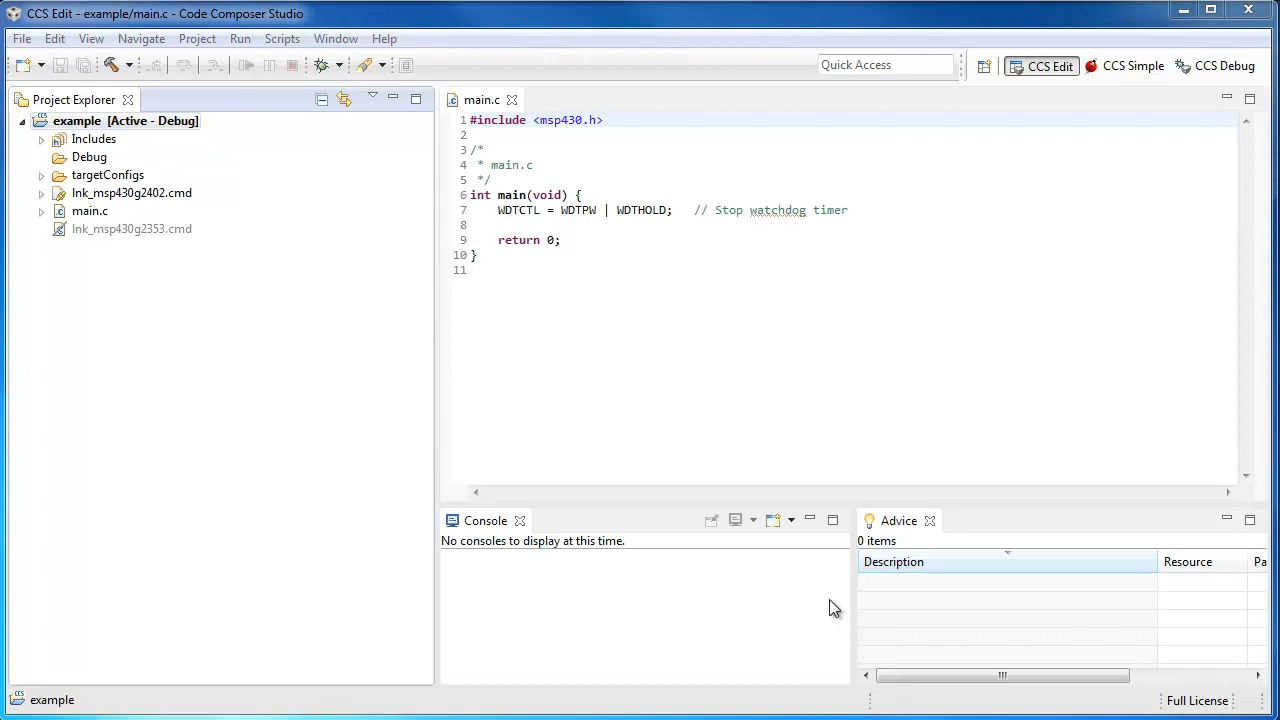 CCS Edit - example/main.c - Code Composer Studio
File Edit View Navigate Project Run Scripts Window Help
Quick Access
CCS Edit CCS Simple CCS Debug
Project Explorer
example [Active - Debug]
Includes
Debug
targetConfigs
lnk_msp430g2402.cmd
main.c
lnk_msp430g2353.cmd
main.c
1 #include <msp430.h>
2
3 /*
4  * main.c
5  */
6 int main(void) {
7     WDTCTL = WDTPW | WDTHOLD;   // Stop watchdog timer
8
9     return 0;
10 }
11
Console
No consoles to display at this time.
Advice
0 items
Description Resource Pa
example
Full License